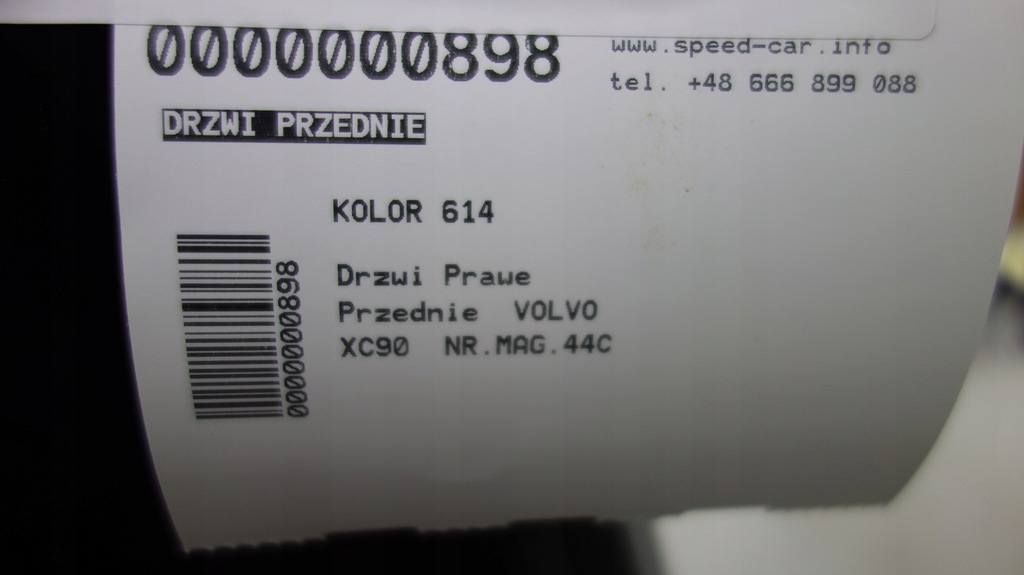 0000000898
www.speed-car.info
tel. +48 666 899 088
DRZWI PRZEDNIE
KOLOR 614
0000000898
Drzwi Prawe
Przednie VOLVO
XC90 NR.MAG.44C